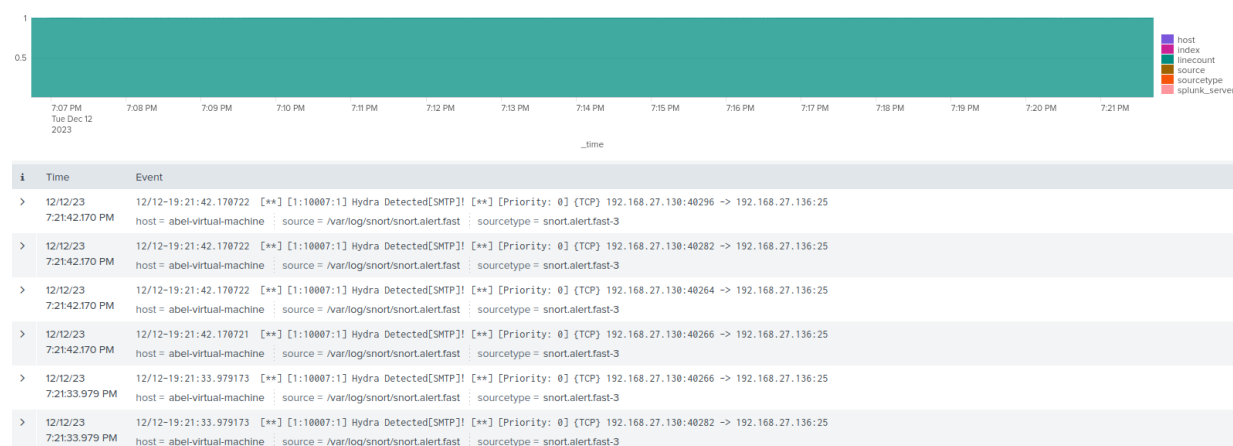 1
0.5
7:07 PM 7:08 PM 7:09 PM 7:10 PM 7:11 PM 7:12 PM 7:13 PM 7:14 PM 7:15 PM 7:16 PM 7:17 PM 7:18 PM 7:19 PM 7:20 PM 7:21 PM
Tue Dec 12
2023
_time
host
index
linecount
source
sourcetype
splunk_server
i Time Event
12/12/23 12/12-19:21:42.170722 [**] [1:10007:1] Hydra Detected[SMTP]! [**] [Priority: 0] {TCP} 192.168.27.130:40296 -> 192.168.27.136:25
7:21:42.170 PM host = abel-virtual-machine source = /var/log/snort/snort.alert.fast sourcetype = snort.alert.fast-3
12/12/23 12/12-19:21:42.170722 [**] [1:10007:1] Hydra Detected[SMTP]! [**] [Priority: 0] {TCP} 192.168.27.130:40282 -> 192.168.27.136:25
7:21:42.170 PM host = abel-virtual-machine source = /var/log/snort/snort.alert.fast sourcetype = snort.alert.fast-3
12/12/23 12/12-19:21:42.170722 [**] [1:10007:1] Hydra Detected[SMTP]! [**] [Priority: 0] {TCP} 192.168.27.130:40264 -> 192.168.27.136:25
7:21:42.170 PM host = abel-virtual-machine source = /var/log/snort/snort.alert.fast sourcetype = snort.alert.fast-3
12/12/23 12/12-19:21:42.170721 [**] [1:10007:1] Hydra Detected[SMTP]! [**] [Priority: 0] {TCP} 192.168.27.130:40266 -> 192.168.27.136:25
7:21:42.170 PM host = abel-virtual-machine source = /var/log/snort/snort.alert.fast sourcetype = snort.alert.fast-3
12/12/23 12/12-19:21:33.979173 [**] [1:10007:1] Hydra Detected[SMTP]! [**] [Priority: 0] {TCP} 192.168.27.130:40266 -> 192.168.27.136:25
7:21:33.979 PM host = abel-virtual-machine source = /var/log/snort/snort.alert.fast sourcetype = snort.alert.fast-3
12/12/23 12/12-19:21:33.979173 [**] [1:10007:1] Hydra Detected[SMTP]! [**] [Priority: 0] {TCP} 192.168.27.130:40282 -> 192.168.27.136:25
7:21:33.979 PM host = abel-virtual-machine source = /var/log/snort/snort.alert.fast sourcetype = snort.alert.fast-3